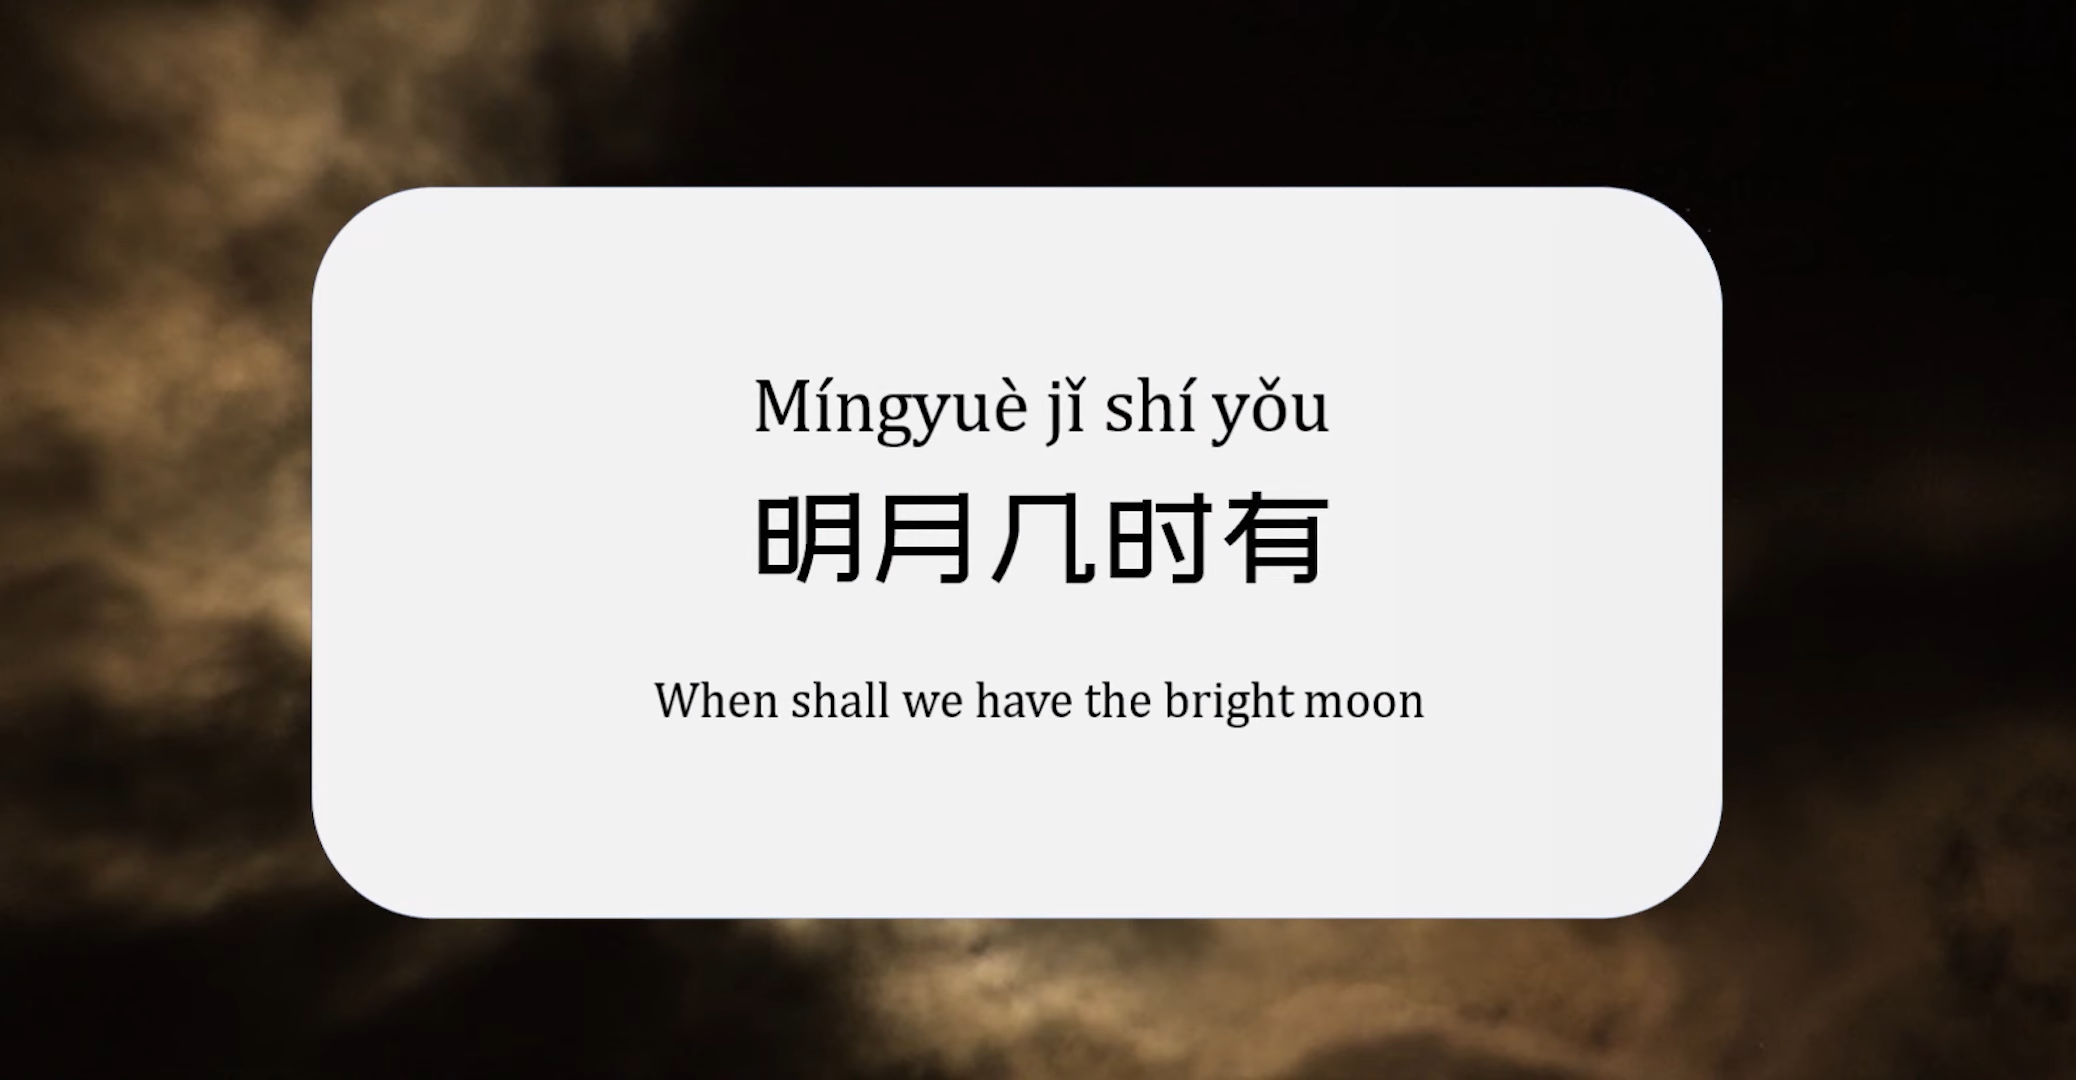 Míngyuè jǐ shí yǒu
明月几时有
When shall we have the bright moon